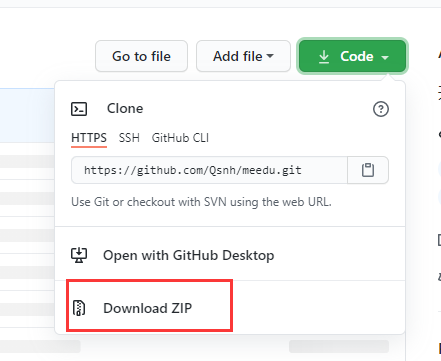 Go to file Add file Code
Clone
HTTPS SSH GitHub CLI
https://github.com/Qsnh/meedu.git
Use Git or checkout with SVN using the web URL.
Open with GitHub Desktop
Download ZIP